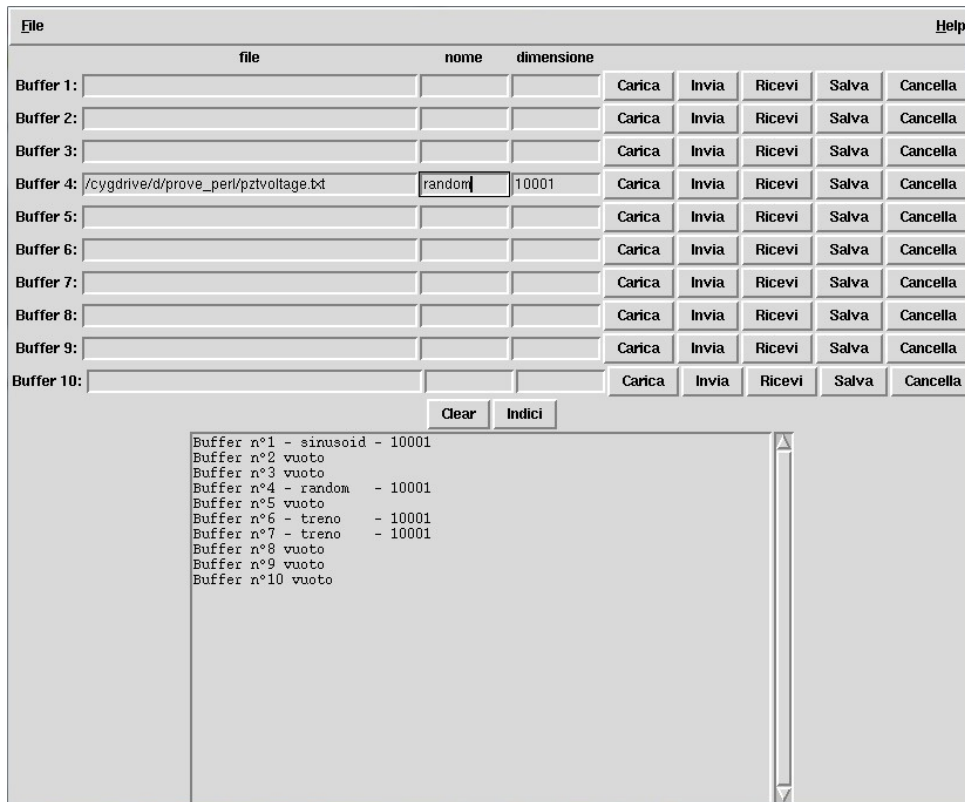 File Help
file nome dimensione
Buffer 1: Carica Invia Ricevi Salva Cancella
Buffer 2: Carica Invia Ricevi Salva Cancella
Buffer 3: Carica Invia Ricevi Salva Cancella
Buffer 4: /cygdrive/d/prove_perl/pztvoltage.txt random 10001 Carica Invia Ricevi Salva Cancella
Buffer 5: Carica Invia Ricevi Salva Cancella
Buffer 6: Carica Invia Ricevi Salva Cancella
Buffer 7: Carica Invia Ricevi Salva Cancella
Buffer 8: Carica Invia Ricevi Salva Cancella
Buffer 9: Carica Invia Ricevi Salva Cancella
Buffer 10: Carica Invia Ricevi Salva Cancella
Clear Indici
Buffer n°1 - sinusoid - 10001
Buffer n°2 vuoto
Buffer n°3 vuoto
Buffer n°4 - random - 10001
Buffer n°5 vuoto
Buffer n°6 - treno - 10001
Buffer n°7 - treno - 10001
Buffer n°8 vuoto
Buffer n°9 vuoto
Buffer n°10 vuoto